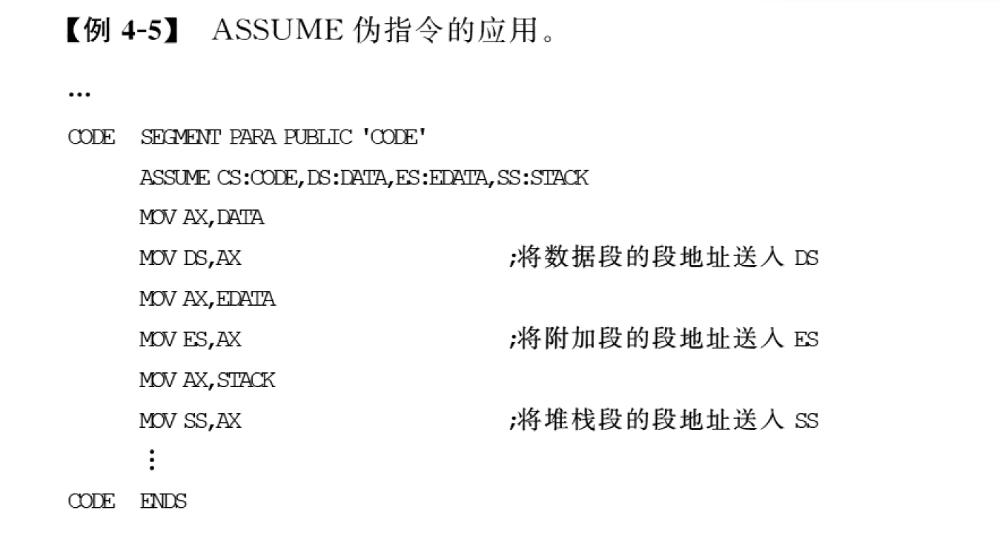 【例 4-5】 ASSUME 伪指令的应用。
…
CODE SEGMENT PARA PUBLIC 'CODE'
ASSUME CS:CODE,DS:DATA,ES:EDATA,SS:STACK
MOV AX,DATA
MOV DS,AX ;将数据段的段地址送入 DS
MOV AX,EDATA
MOV ES,AX ;将附加段的段地址送入 ES
MOV AX,STACK
MOV SS,AX ;将堆栈段的段地址送入 SS
⋮
CODE ENDS